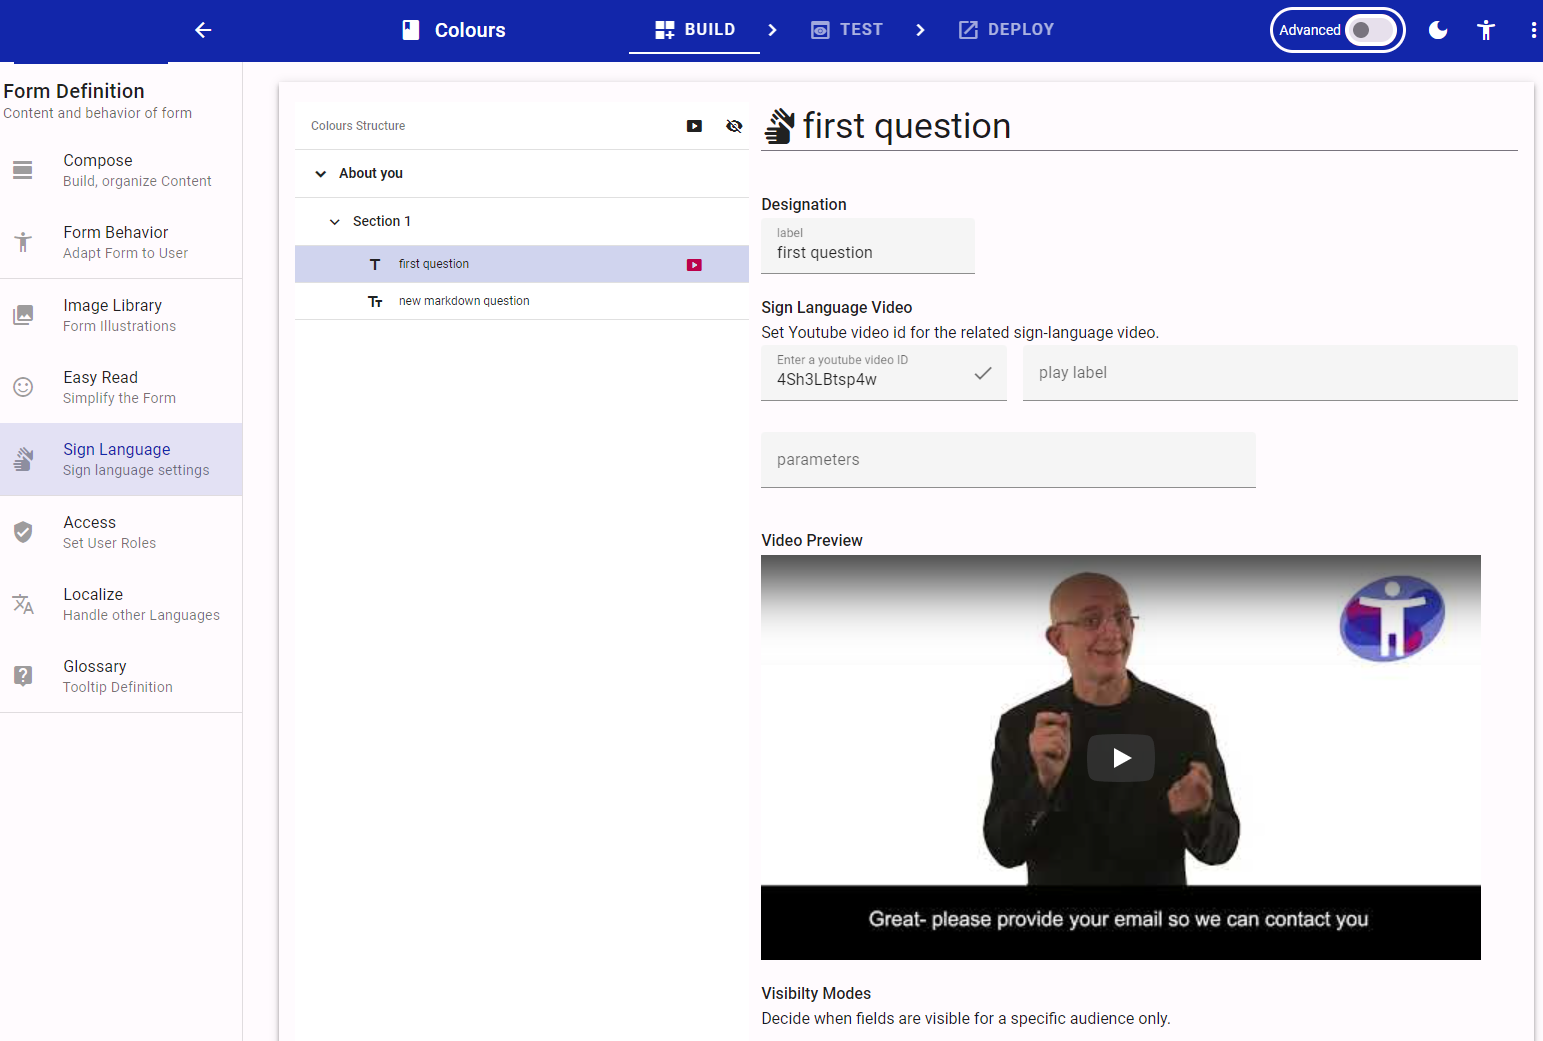 Colours
BUILD
TEST
DEPLOY
Advanced
Form Definition
Content and behavior of form
Compose
Build, organize Content
Form Behavior
Adapt Form to User
Image Library
Form Illustrations
Easy Read
Simplify the Form
Sign Language
Sign language settings
Access
Set User Roles
Localize
Handle other Languages
Glossary
Tooltip Definition
Colours Structure
About you
Section 1
first question
new markdown question
first question
Designation
label
first question
Sign Language Video
Set Youtube video id for the related sign-language video.
Enter a youtube video ID
4Sh3LBtsp4w
play label
parameters
Video Preview
Great- please provide your email so we can contact you
Visibilty Modes
Decide when fields are visible for a specific audience only.